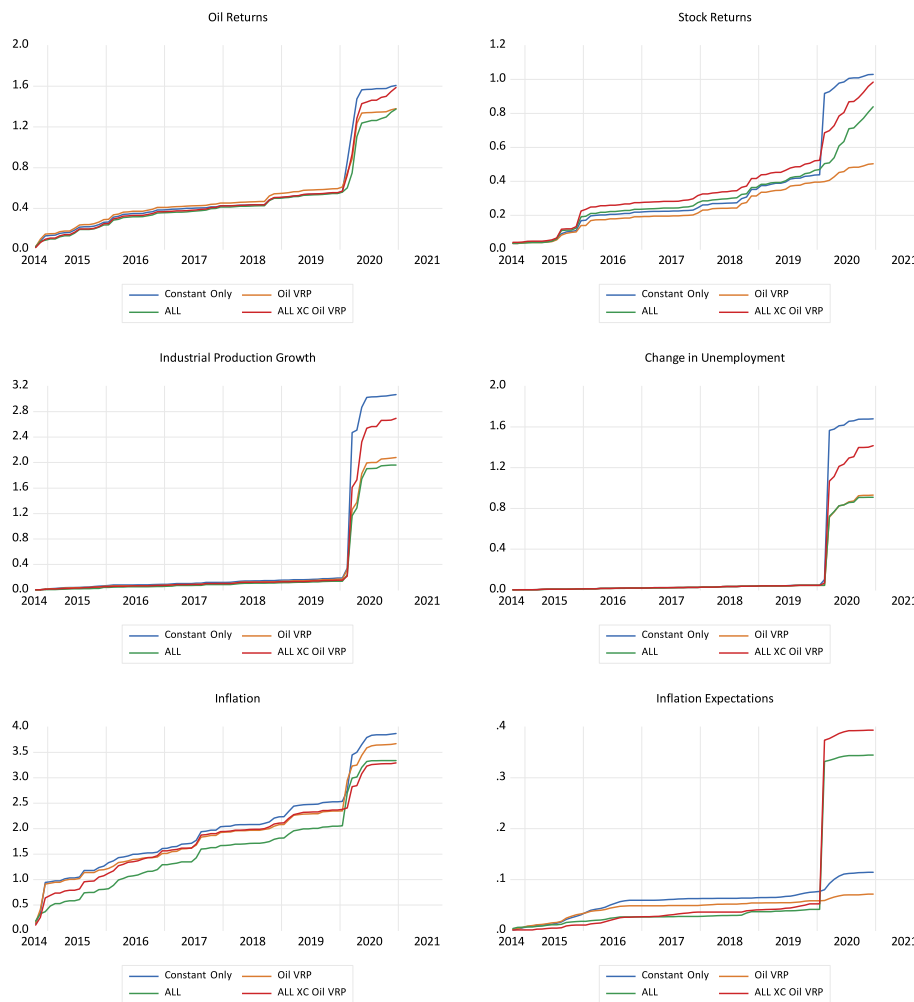 Oil Returns
2.0
1.6
1.2
0.8
0.4
0.0
2014 2015 2016 2017 2018 2019 2020 2021
Constant Only Oil VRP
ALL ALL XC Oil VRP
Stock Returns
1.2
1.0
0.8
0.6
0.4
0.2
0.0
2014 2015 2016 2017 2018 2019 2020 2021
Constant Only Oil VRP
ALL ALL XC Oil VRP
Industrial Production Growth
3.2
2.8
2.4
2.0
1.6
1.2
0.8
0.4
0.0
2014 2015 2016 2017 2018 2019 2020 2021
Constant Only Oil VRP
ALL ALL XC Oil VRP
Change in Unemployment
2.0
1.6
1.2
0.8
0.4
0.0
2014 2015 2016 2017 2018 2019 2020 2021
Constant Only Oil VRP
ALL ALL XC Oil VRP
Inflation
4.0
3.5
3.0
2.5
2.0
1.5
1.0
0.5
0.0
2014 2015 2016 2017 2018 2019 2020 2021
Constant Only Oil VRP
ALL ALL XC Oil VRP
Inflation Expectations
.4
.3
.2
.1
.0
2014 2015 2016 2017 2018 2019 2020 2021
Constant Only Oil VRP
ALL ALL XC Oil VRP